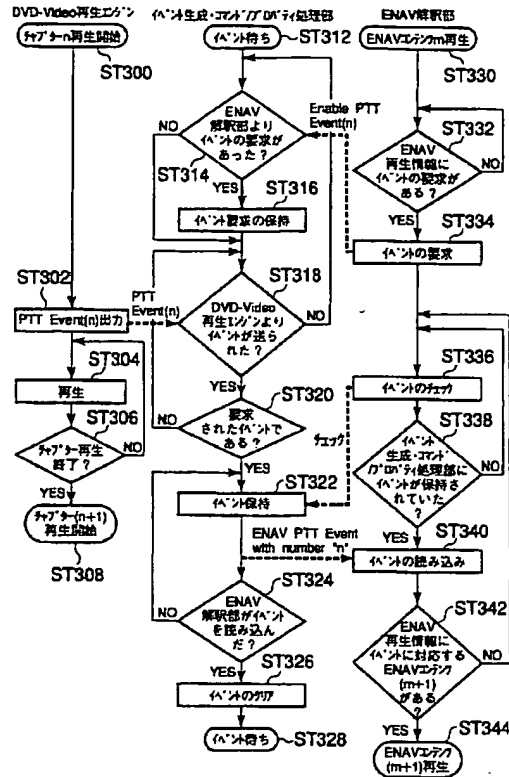 DVD-Video再生エンジン
チャプターn再生開始
ST300
ST302
PTT Event(n)出力
ST304
再生
ST306
チャプター再生
終了？
NO
YES
チャプター(n+1)
再生開始
ST308
イベント生成・コマンド/プロパティ処理部
イベント待ち
ST312
ENAV
解釈部より
イベントの要求が
あった？
NO
ST314
YES
ST316
イベント要求の保持
PTT
Event(n)
ST318
DVD-Video
再生エンジンより
イベントが送ら
れた？
NO
YES
ST320
要求
されたイベントで
ある？
NO
YES
ST322
イベント保持
ENAV PTT Event
with number "n"
ST324
ENAV
解釈部がイベント
を読み込ん
だ？
NO
YES
ST326
イベントのクリア
イベント待ち
ST328
ENAV解釈部
ENAVコンテンツm再生
ST330
Enable PTT
Event(n)
ST332
ENAV
再生情報に
イベントの要求が
ある？
NO
YES
ST334
イベントの要求
ST336
イベントのチェック
チェック
ST338
イベント
生成・コマンド
/プロパティ処理部に
イベントが保持さ
れていた
？
NO
YES
ST340
イベントの読み込み
ST342
ENAV
再生情報に
イベントに対応する
ENAVコンテンツ
(m+1)
がある
？
NO
YES
ST344
ENAVコンテンツ
(m+1)再生